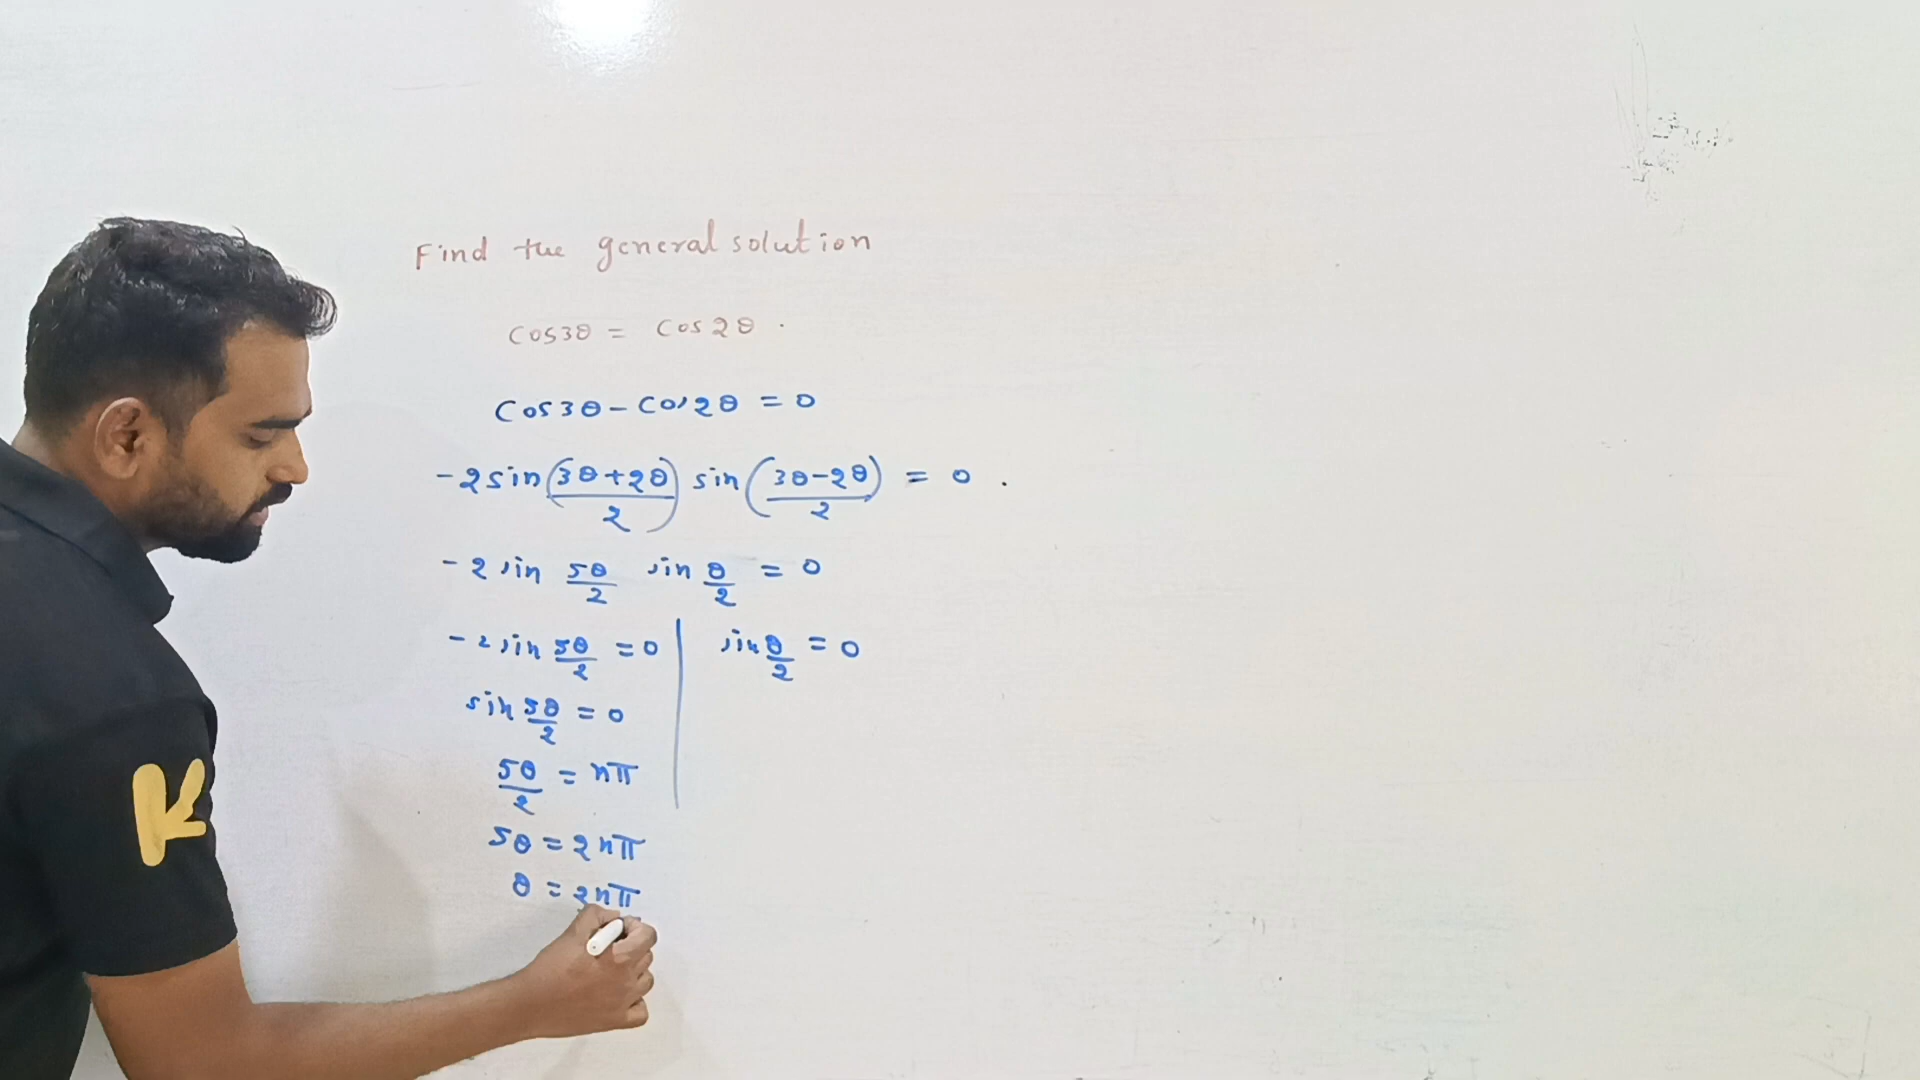 Find the general solution
cos3θ = cos2θ .
cos3θ - cos2θ = 0
-2sin(3θ+2θ/2) sin(3θ-2θ/2) = 0 .
-2 sin 5θ/2 sin θ/2 = 0
-2 sin 5θ/2 = 0 | sin θ/2 = 0
sin 5θ/2 = 0
5θ/2 = nπ
5θ = 2nπ
θ = 2nπ
K